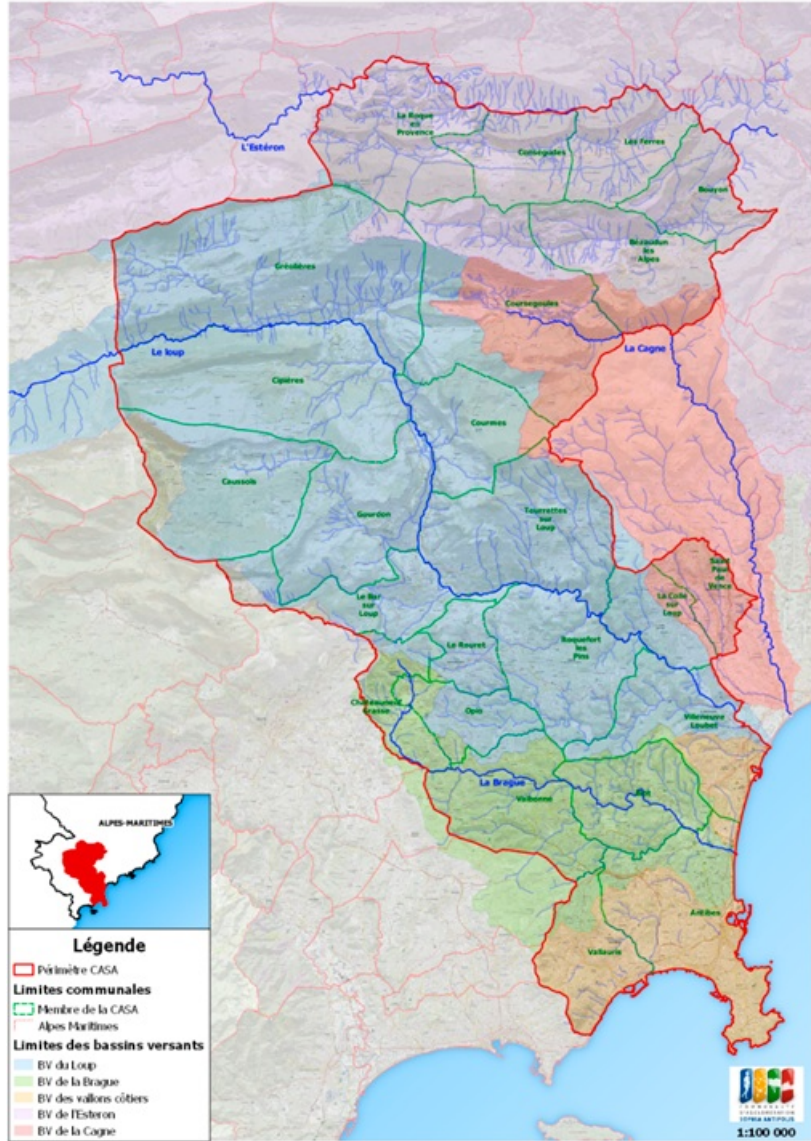 La Roque
en
Provence
L'Estéron
Conségudes
Les Ferres
Bouyon
Bézaudun
les
Alpes
Gréolières
Coursegoules
Le loup
La Cagne
Cipières
Courmes
Caussols
Gourdon
Tourrettes
sur
Loup
Saint
Paul
de
Vence
La Colle
sur
Loup
Le Bar
sur
Loup
Le Rouret
Roquefort
les
Pins
Châteauneuf
Grasse
Opio
Villeneuve
Loubet
La Brague
Valbonne
Biot
Antibes
Vallauris
ALPES-MARITIMES
Légende
Périmètre CASA
Limites communales
Membre de la CASA
Alpes Maritimes
Limites des bassins versants
BV du Loup
BV de la Brague
BV des vallons côtiers
BV de l'Esteron
BV de la Cagne
COMMUNAUTE
D'AGGLOMERATION
SOPHIA ANTIPOLIS
1:100 000